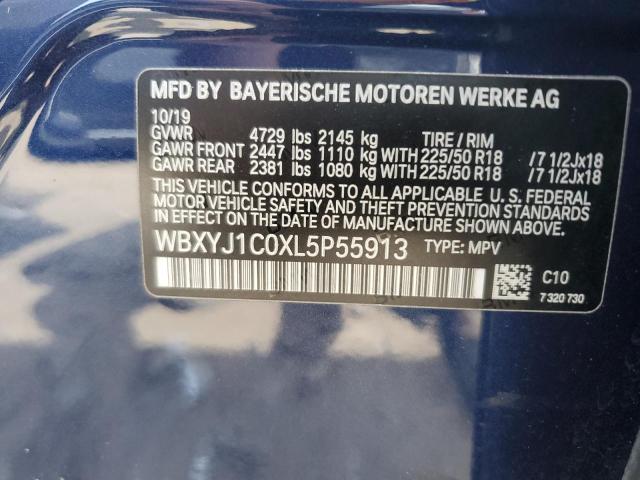 MFD BY BAYERISCHE MOTOREN WERKE AG
10/19
GVWR 4729 lbs 2145 kg TIRE / RIM
GAWR FRONT 2447 lbs 1110 kg WITH 225/50 R18 /7 1/2Jx18
GAWR REAR 2381 lbs 1080 kg WITH 225/50 R18 /7 1/2Jx18
THIS VEHICLE CONFORMS TO ALL APPLICABLE U. S. FEDERAL
MOTOR VEHICLE SAFETY AND THEFT PREVENTION STANDARDS
IN EFFECT ON THE DATE OF MANUFACTURE SHOWN ABOVE.
WBXYJ1C0XL5P55913 TYPE: MPV
C10
7 320 730